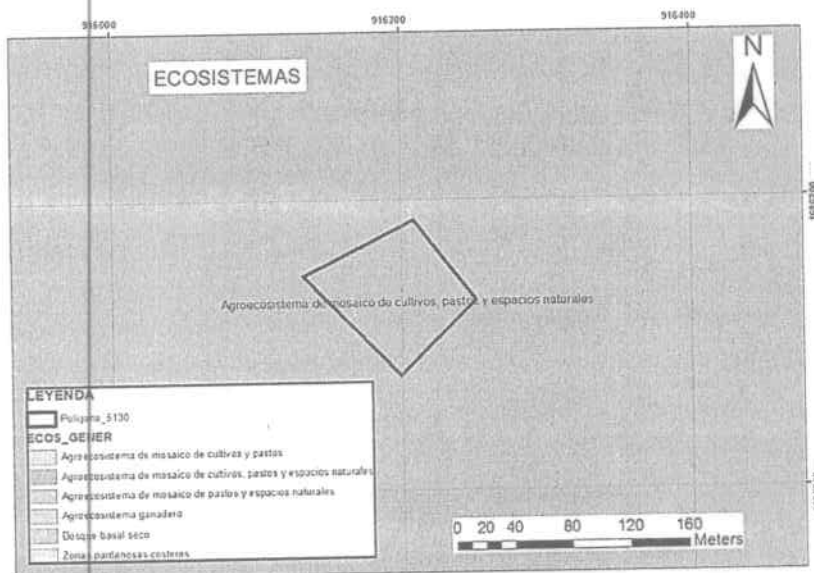 916000
916200
916400
ECOSISTEMAS
N
Agroecosistema de mosaico de cultivos, pastos y espacios naturales
LEYENDA
Poligono_5130
ECOS_GENER
Agroecosistema de mosaico de cultivos y pastos
Agroecosistema de mosaico de cultivos, pastos y espacios naturales
Agroecosistema de mosaico de pastos y espacios naturales
Agroecosistema ganadero
Bosque basal seco
Zonas pantanosas costeras
0 20 40 80 120 160
Meters